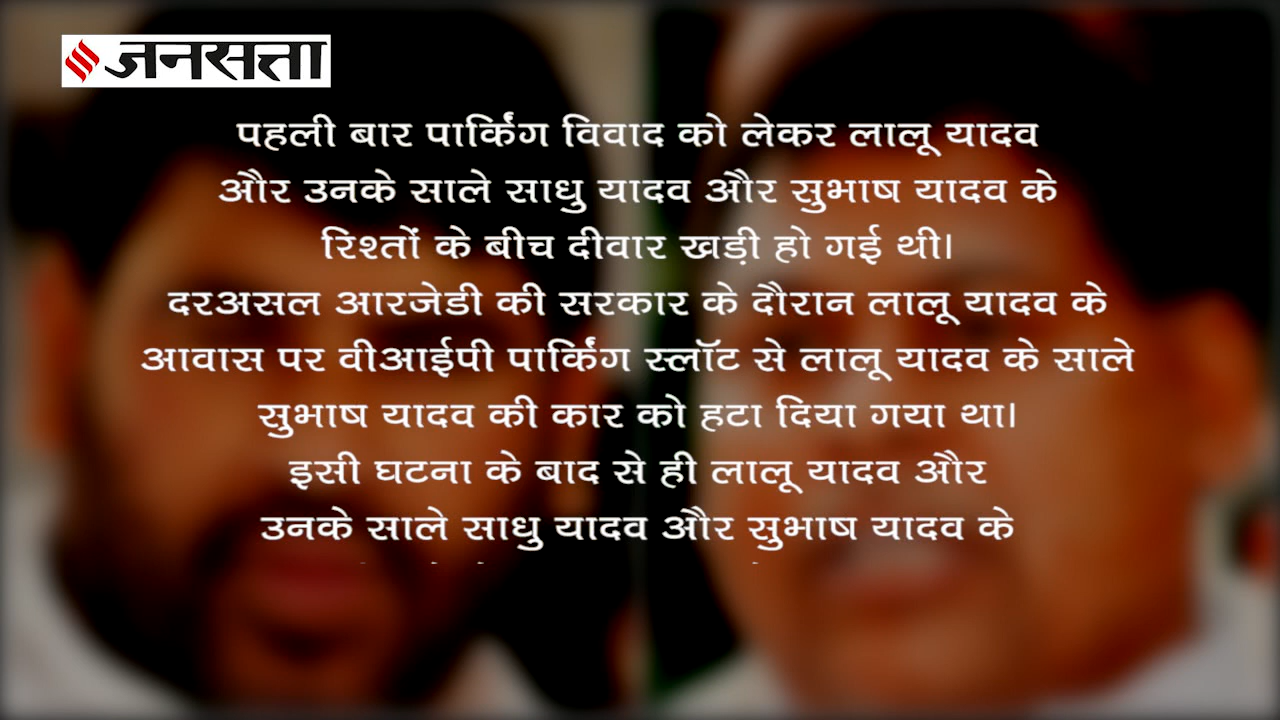 जनसत्ता
पहली बार पार्किंग विवाद को लेकर लालू यादव
और उनके साले साधु यादव और सुभाष यादव के
रिश्तों के बीच दीवार खड़ी हो गई थी।
दरअसल आरजेडी की सरकार के दौरान लालू यादव के
आवास पर वीआईपी पार्किंग स्लॉट से लालू यादव के साले
सुभाष यादव की कार को हटा दिया गया था।
इसी घटना के बाद से ही लालू यादव और
उनके साले साधु यादव और सुभाष यादव के